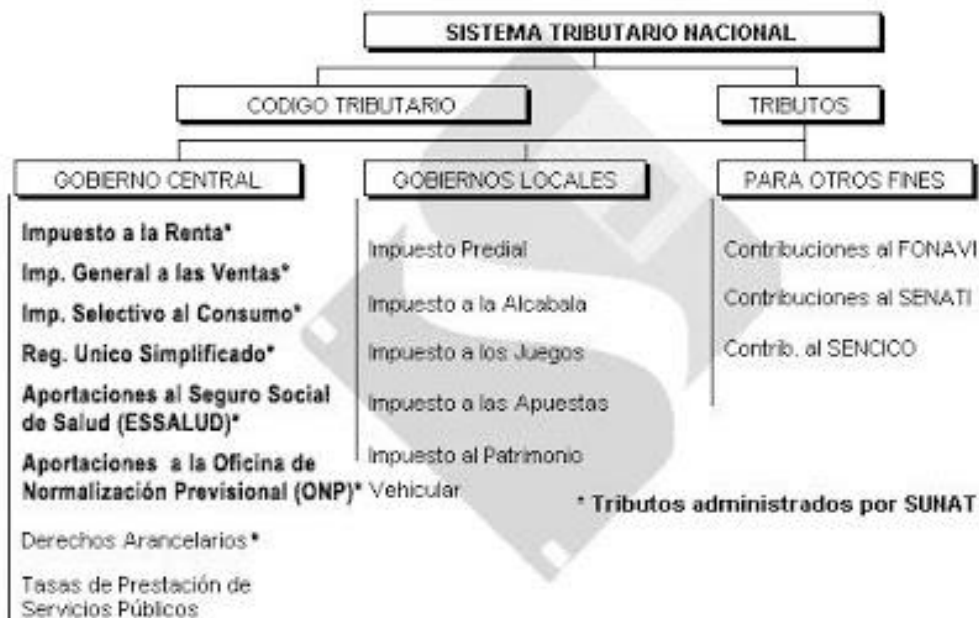 SISTEMA TRIBUTARIO NACIONAL
CODIGO TRIBUTARIO
TRIBUTOS
GOBIERNO CENTRAL
Impuesto a la Renta*
Imp. General a las Ventas*
Imp. Selectivo al Consumo*
Reg. Unico Simplificado*
Aportaciones al Seguro Social
de Salud (ESSALUD)*
Aportaciones a la Oficina de
Normalización Previsional (ONP)*
Derechos Arancelarios*
Tasas de Prestación de
Servicios Públicos
GOBIERNOS LOCALES
Impuesto Predial
Impuesto a la Alcabala
Impuesto a los Juegos
Impuesto a las Apuestas
Impuesto al Patrimonio
Vehicular
PARA OTROS FINES
Contribuciones al FONAVI
Contribuciones al SENATI
Contrib. al SENCICO
* Tributos administrados por SUNAT